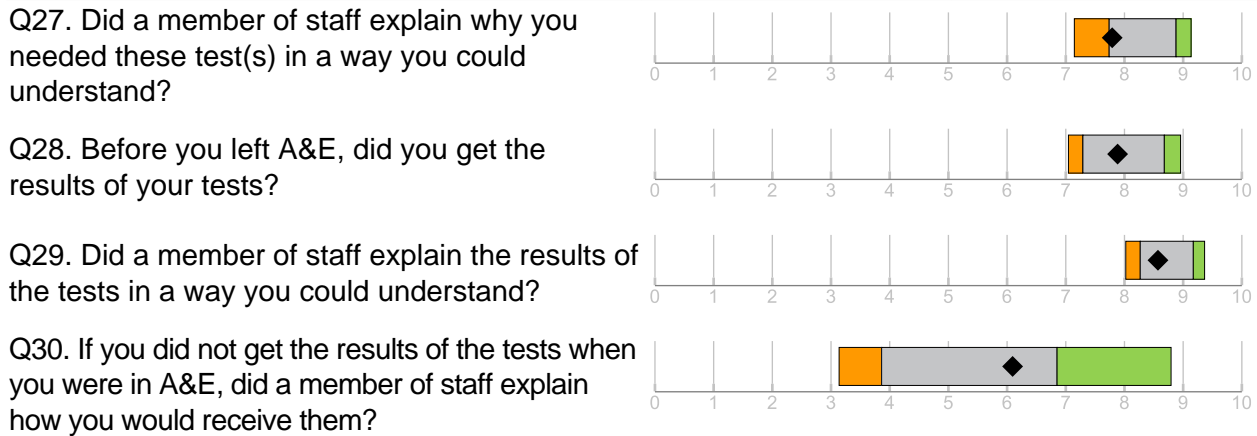 Q27. Did a member of staff explain why you
needed these test(s) in a way you could
understand?
0 1 2 3 4 5 6 7 8 9 10
Q28. Before you left A&E, did you get the
results of your tests?
0 1 2 3 4 5 6 7 8 9 10
Q29. Did a member of staff explain the results of
the tests in a way you could understand?
0 1 2 3 4 5 6 7 8 9 10
Q30. If you did not get the results of the tests when
you were in A&E, did a member of staff explain
how you would receive them?
0 1 2 3 4 5 6 7 8 9 10